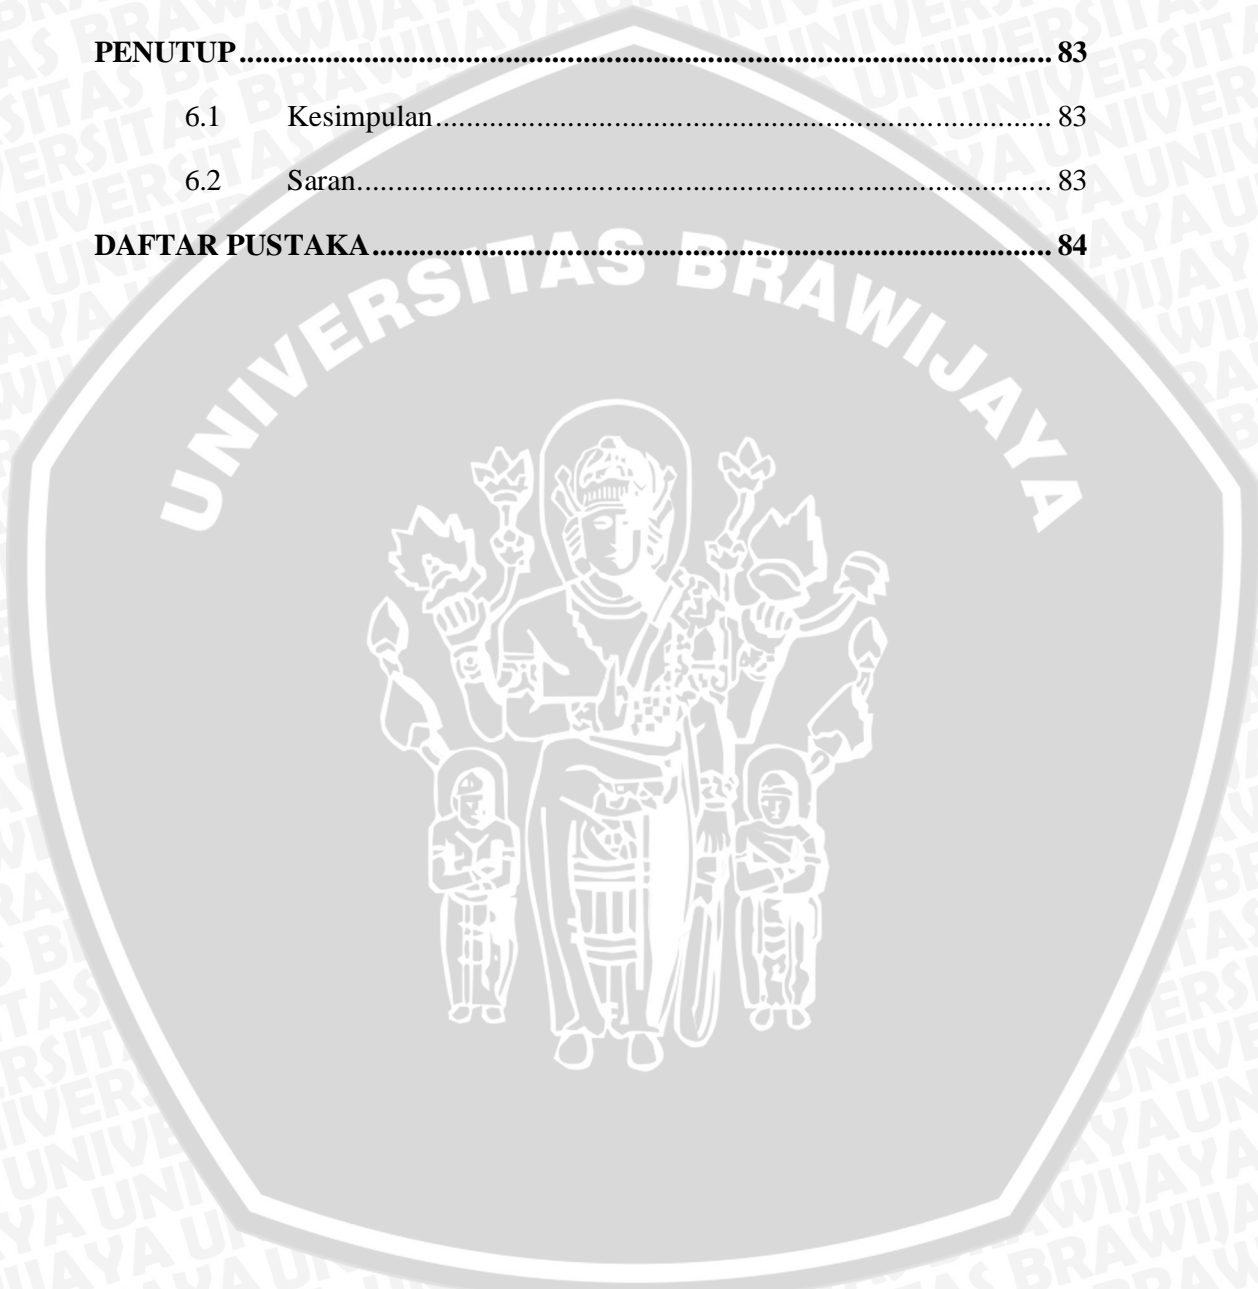 PENUTUP........................................................................................................ 83
6.1 Kesimpulan............................................................................... 83
6.2 Saran......................................................................................... 83
DAFTAR PUSTAKA....................................................................................... 84
UNIVERSITAS BRAWIJAYA